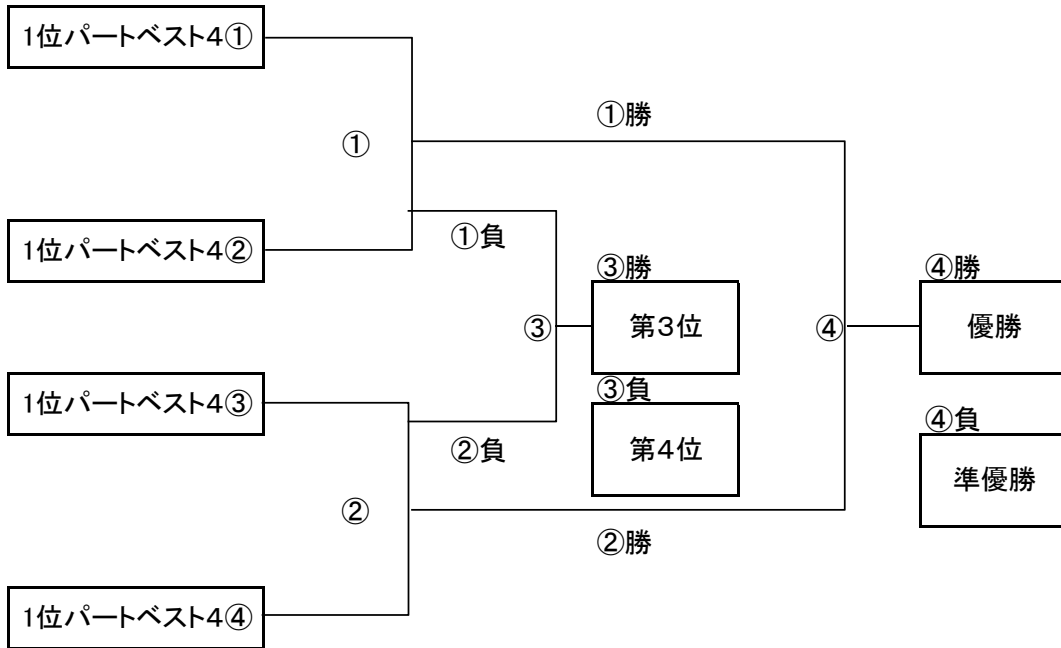 1位パートベスト4①
①勝
①
1位パートベスト4②
①負
③勝
④勝
③
第3位
④
優勝
1位パートベスト4③
③負
②負
第4位
④負
準優勝
②
②勝
1位パートベスト4④